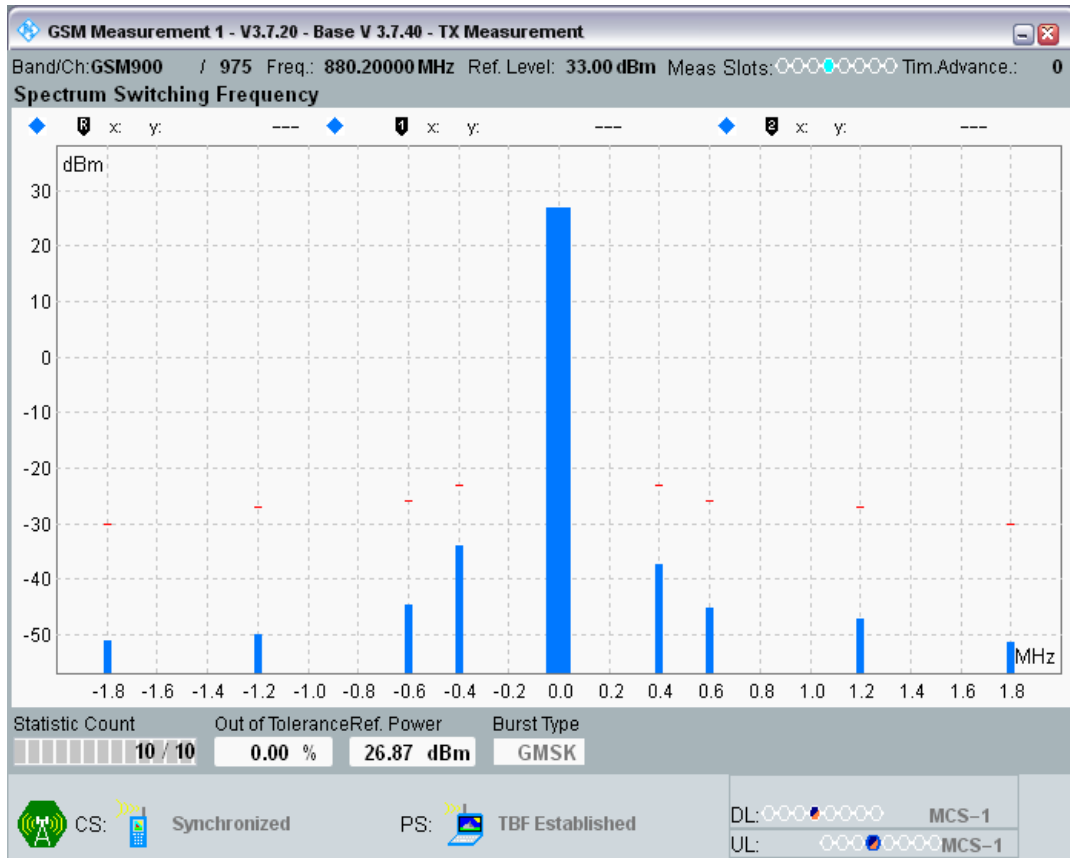 GSM Measurement 1 - V3.7.20 - Base V 3.7.40 - TX Measurement
Band/Ch:GSM900 / 975 Freq.: 880.20000 MHz Ref. Level: 33.00 dBm Meas Slots: Tim.Advance.: 0
Spectrum Switching Frequency
R x: y: --- 1 x: y: --- 2 x: y: ---
dBm
30
20
10
0
-10
-20
-30
-40
-50
MHz
-1.8 -1.6 -1.4 -1.2 -1.0 -0.8 -0.6 -0.4 -0.2 0.0 0.2 0.4 0.6 0.8 1.0 1.2 1.4 1.6 1.8
Statistic Count Out of Tolerance Ref. Power Burst Type
10 / 10 0.00 % 26.87 dBm GMSK
CS: Synchronized PS: TBF Established
DL: MCS-1
UL: MCS-1